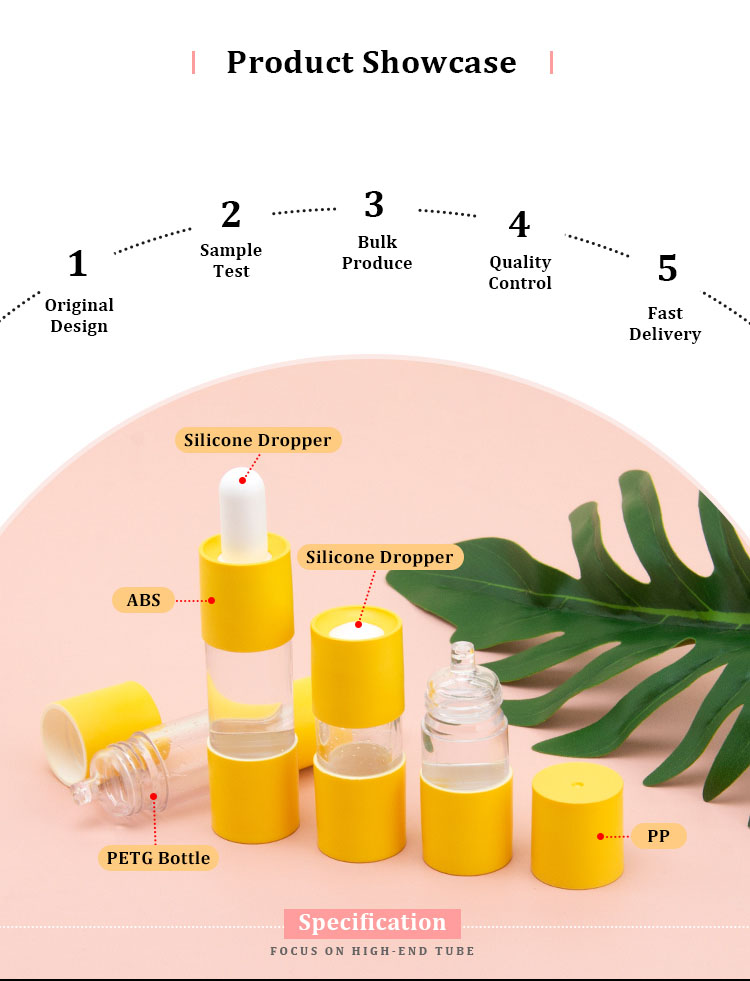 Product Showcase
1
Original
Design
2
Sample
Test
3
Bulk
Produce
4
Quality
Control
5
Fast
Delivery
Silicone Dropper
Silicone Dropper
ABS
PETG Bottle
PP
Specification
FOCUS ON HIGH-END TUBE